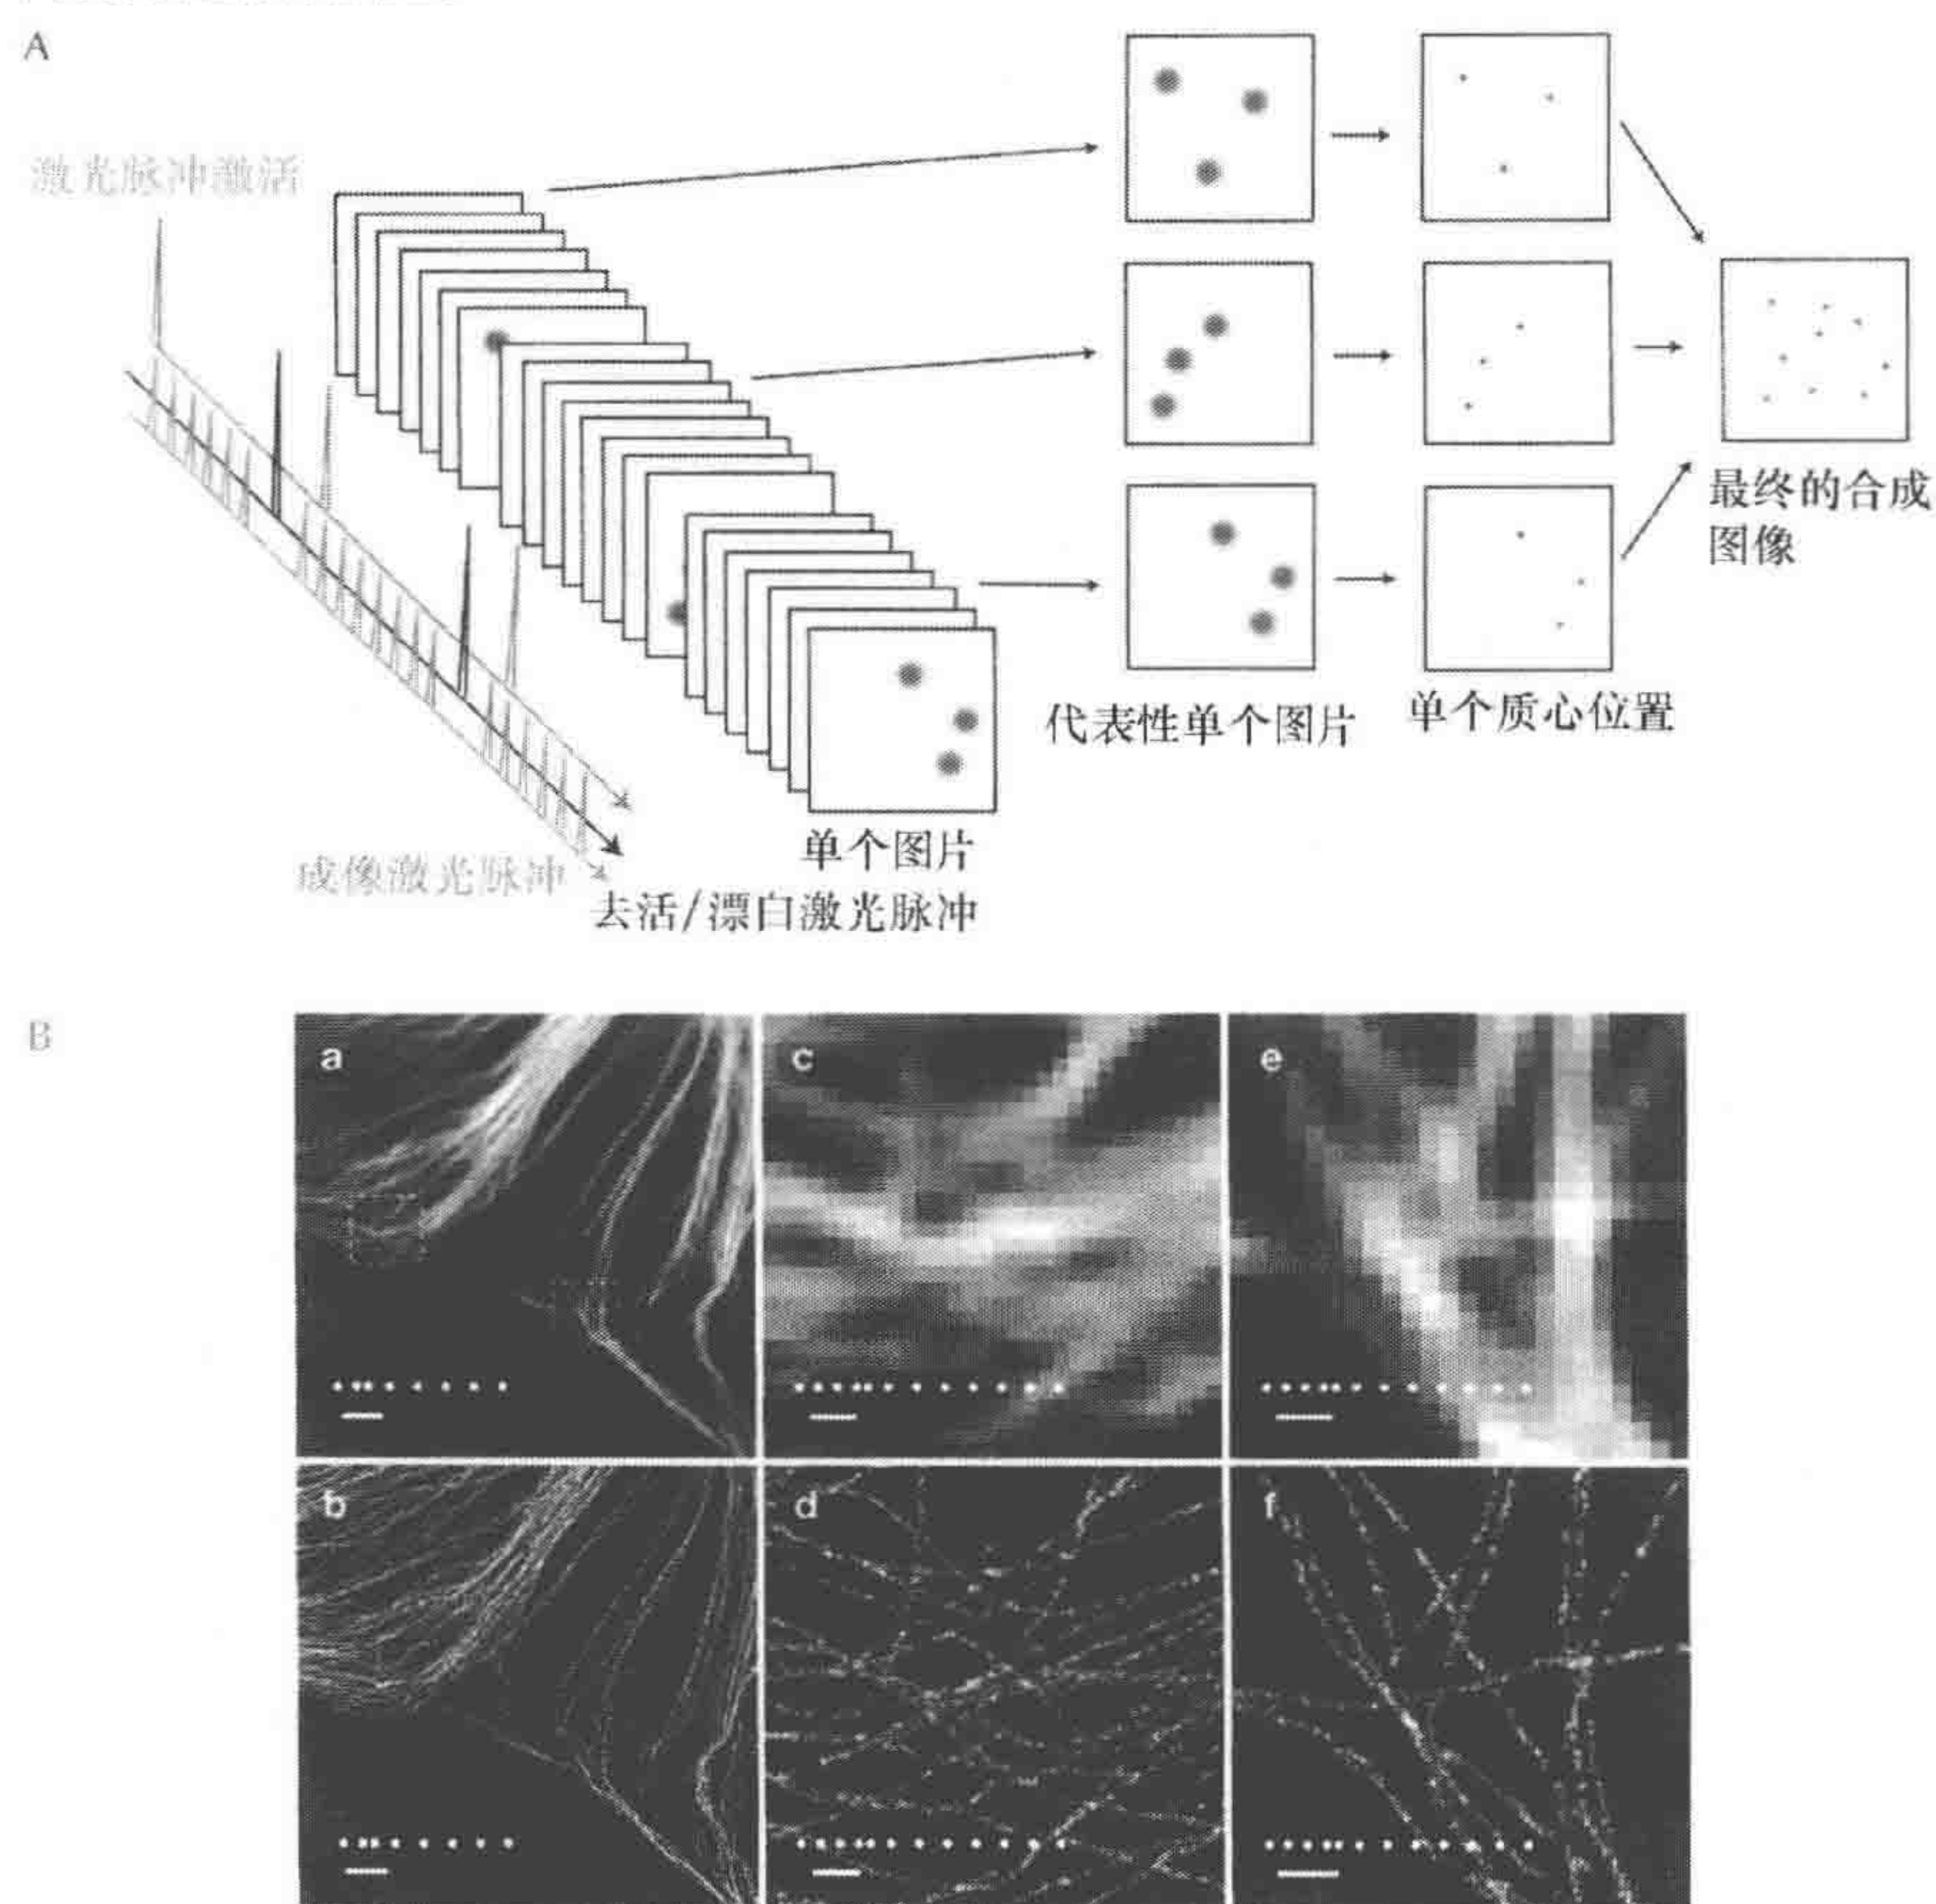 A
激光脉冲激活
最终的合成
图像
代表性单个图片
单个质心位置
单个图片
成像激光脉冲
去活/漂白激光脉冲
B
a
c
e
b
d
f